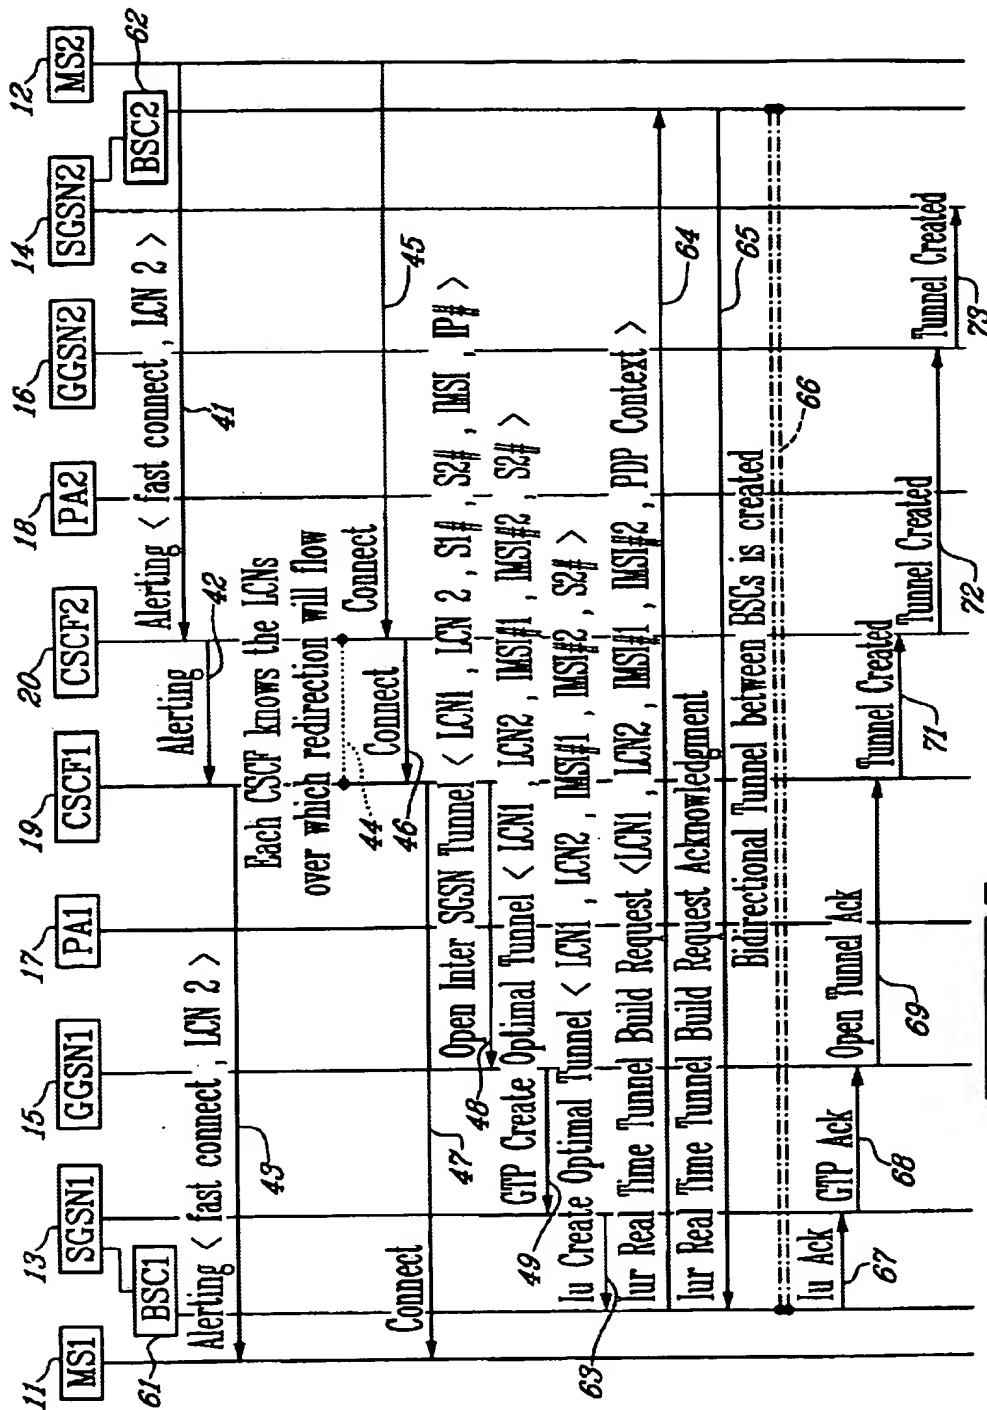 11
MS1
61
BSC1
13
SGSN1
15
GGSN1
17
PA1
19
CSCF1
20
CSCF2
18
PA2
16
GGSN2
14
SGSN2
BSC2
62
12
MS2
Alerting < fast connect , LCN 2 >
41
Alerting
42
Alerting < fast connect , LCN 2 >
43
Each CSCF knows the LCNs
over which redirection will flow
44
Connect
45
Connect
46
Connect
47
Open Inter SGSN Tunnel < LCN1 , LCN 2 , S1# , S2# , IMSI , IP# >
48
GTP Create Optimal Tunnel < LCN1 , LCN2 , IMSI#1 , IMSI#2 , S2# >
49
Iu Create Optimal Tunnel < LCN1 , LCN2 , IMSI#1 , IMSI#2 , S2# >
63
Iur Real Time Tunnel Build Request <LCN1 , LCN2 , IMSI#1 , IMSI#2 , PDP Context >
64
Iur Real Time Tunnel Build Request Acknowledgment
65
Bidirectional Tunnel between BSCs is created
66
Iu Ack
67
GTP Ack
68
Open Tunnel Ack
69
Tunnel Created
71
Tunnel Created
72
Tunnel Created
73